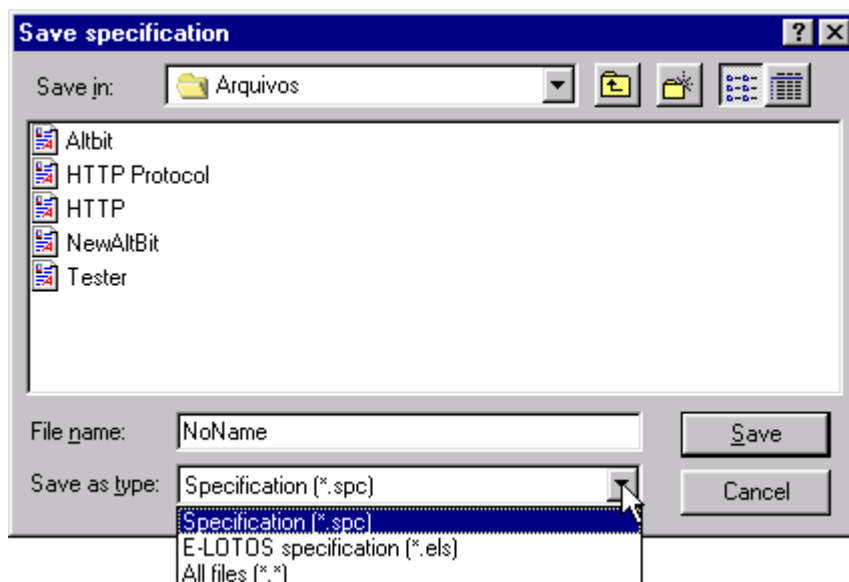 Save specification
Save in: Arquivos
Altbit
HTTP Protocol
HTTP
NewAltBit
Tester
File name: NoName Save
Save as type: Specification (*.spc) Cancel
Specification (*.spc)
E-LOTOS specification (*.els)
All files (*.*)